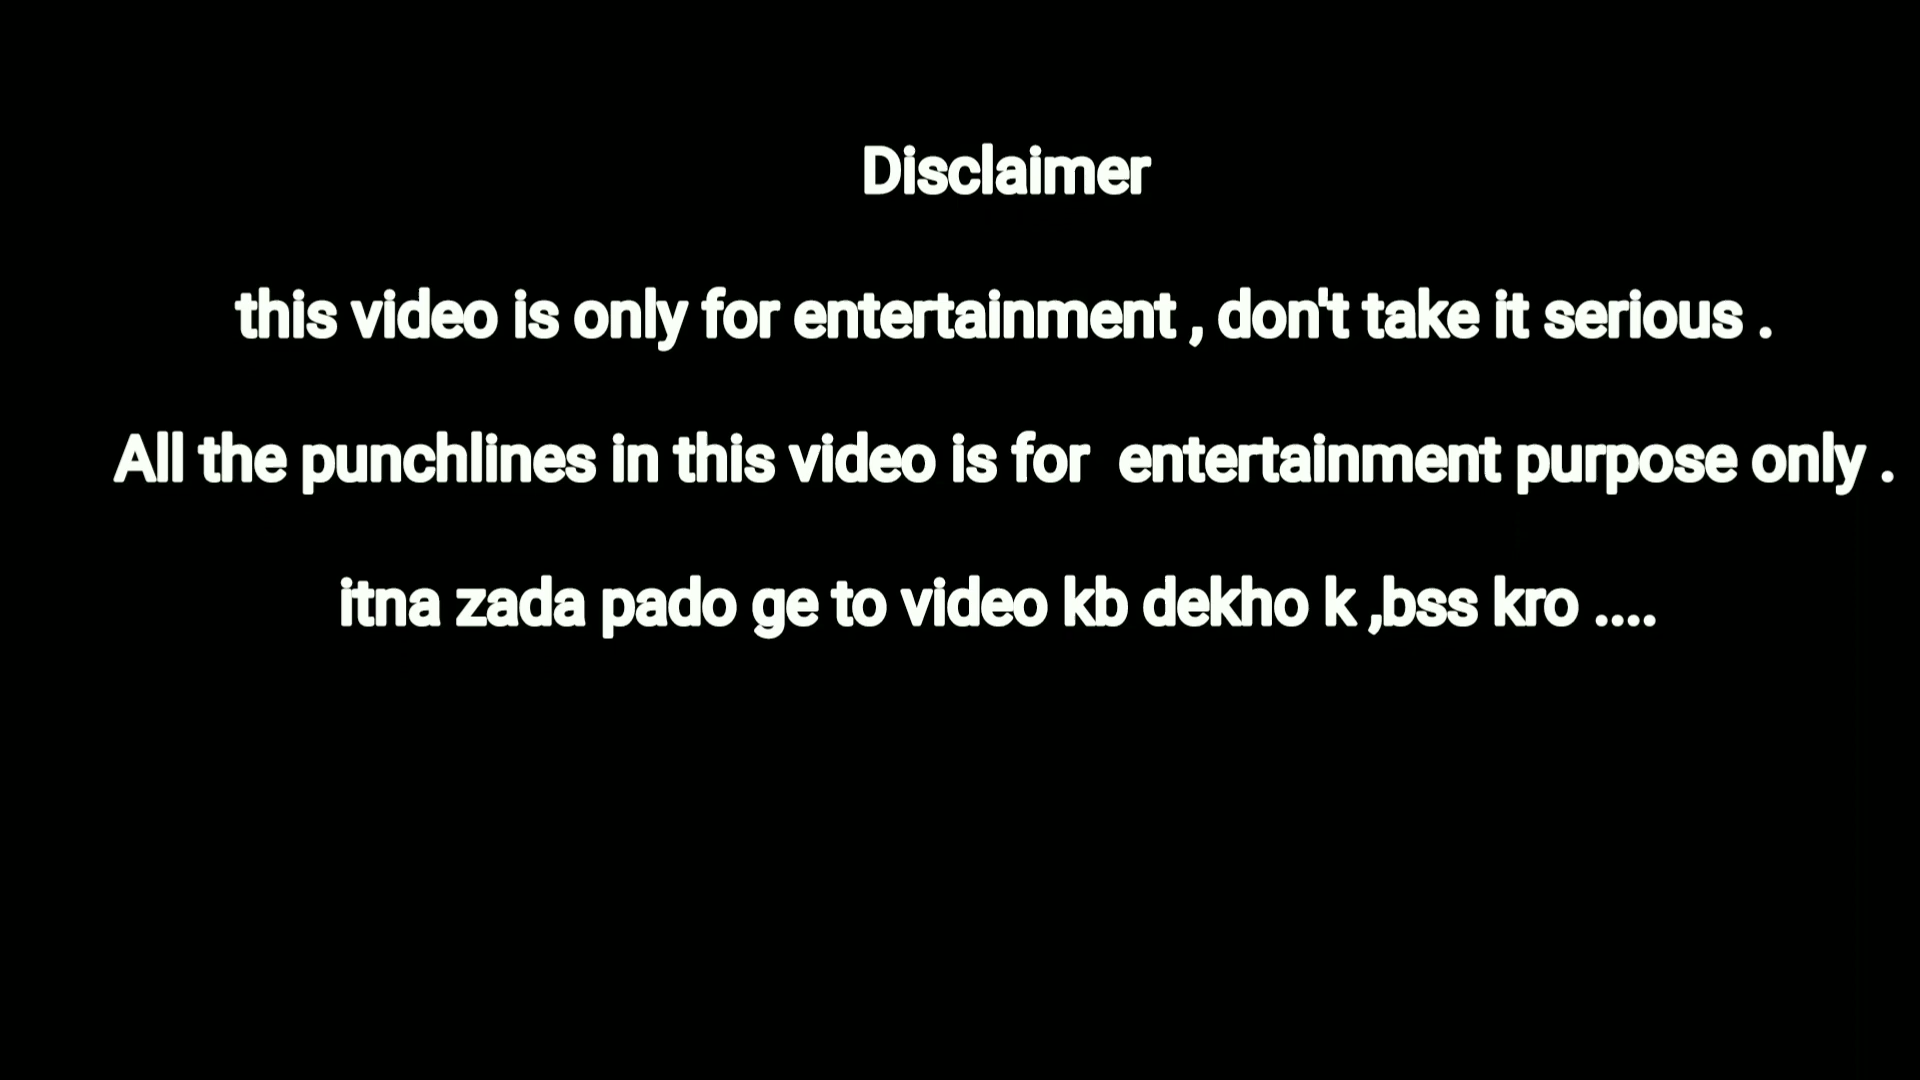 Disclaimer
this video is only for entertainment , don't take it serious .
All the punchlines in this video is for  entertainment purpose only .
itna zada pado ge to video kb dekho k ,bss kro ....